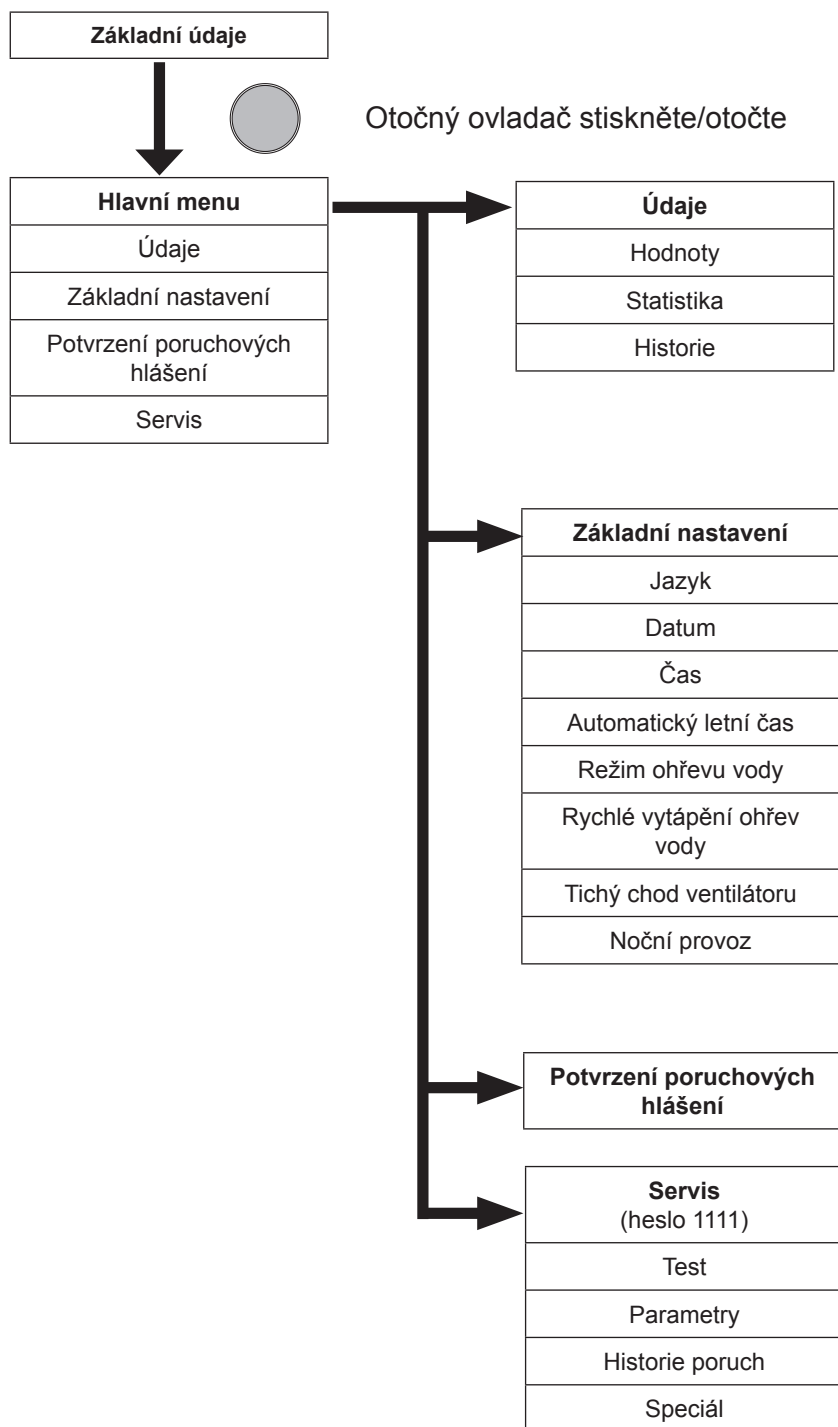 Základní údaje
Otočný ovladač stiskněte/otočte
Hlavní menu
Údaje
Základní nastavení
Potvrzení poruchových
hlášení
Servis
Údaje
Hodnoty
Statistika
Historie
Základní nastavení
Jazyk
Datum
Čas
Automatický letní čas
Režim ohřevu vody
Rychlé vytápění ohřev
vody
Tichý chod ventilátoru
Noční provoz
Potvrzení poruchových
hlášení
Servis
(heslo 1111)
Test
Parametry
Historie poruch
Speciál